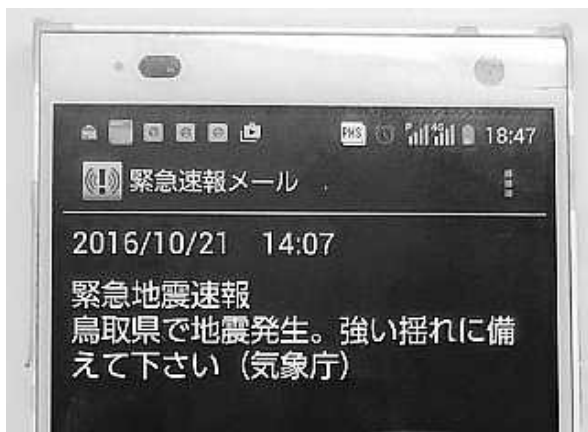 PHS 4G 18:47
緊急速報メール
2016/10/21 14:07
緊急地震速報
鳥取県で地震発生。強い揺れに備
えて下さい（気象庁）